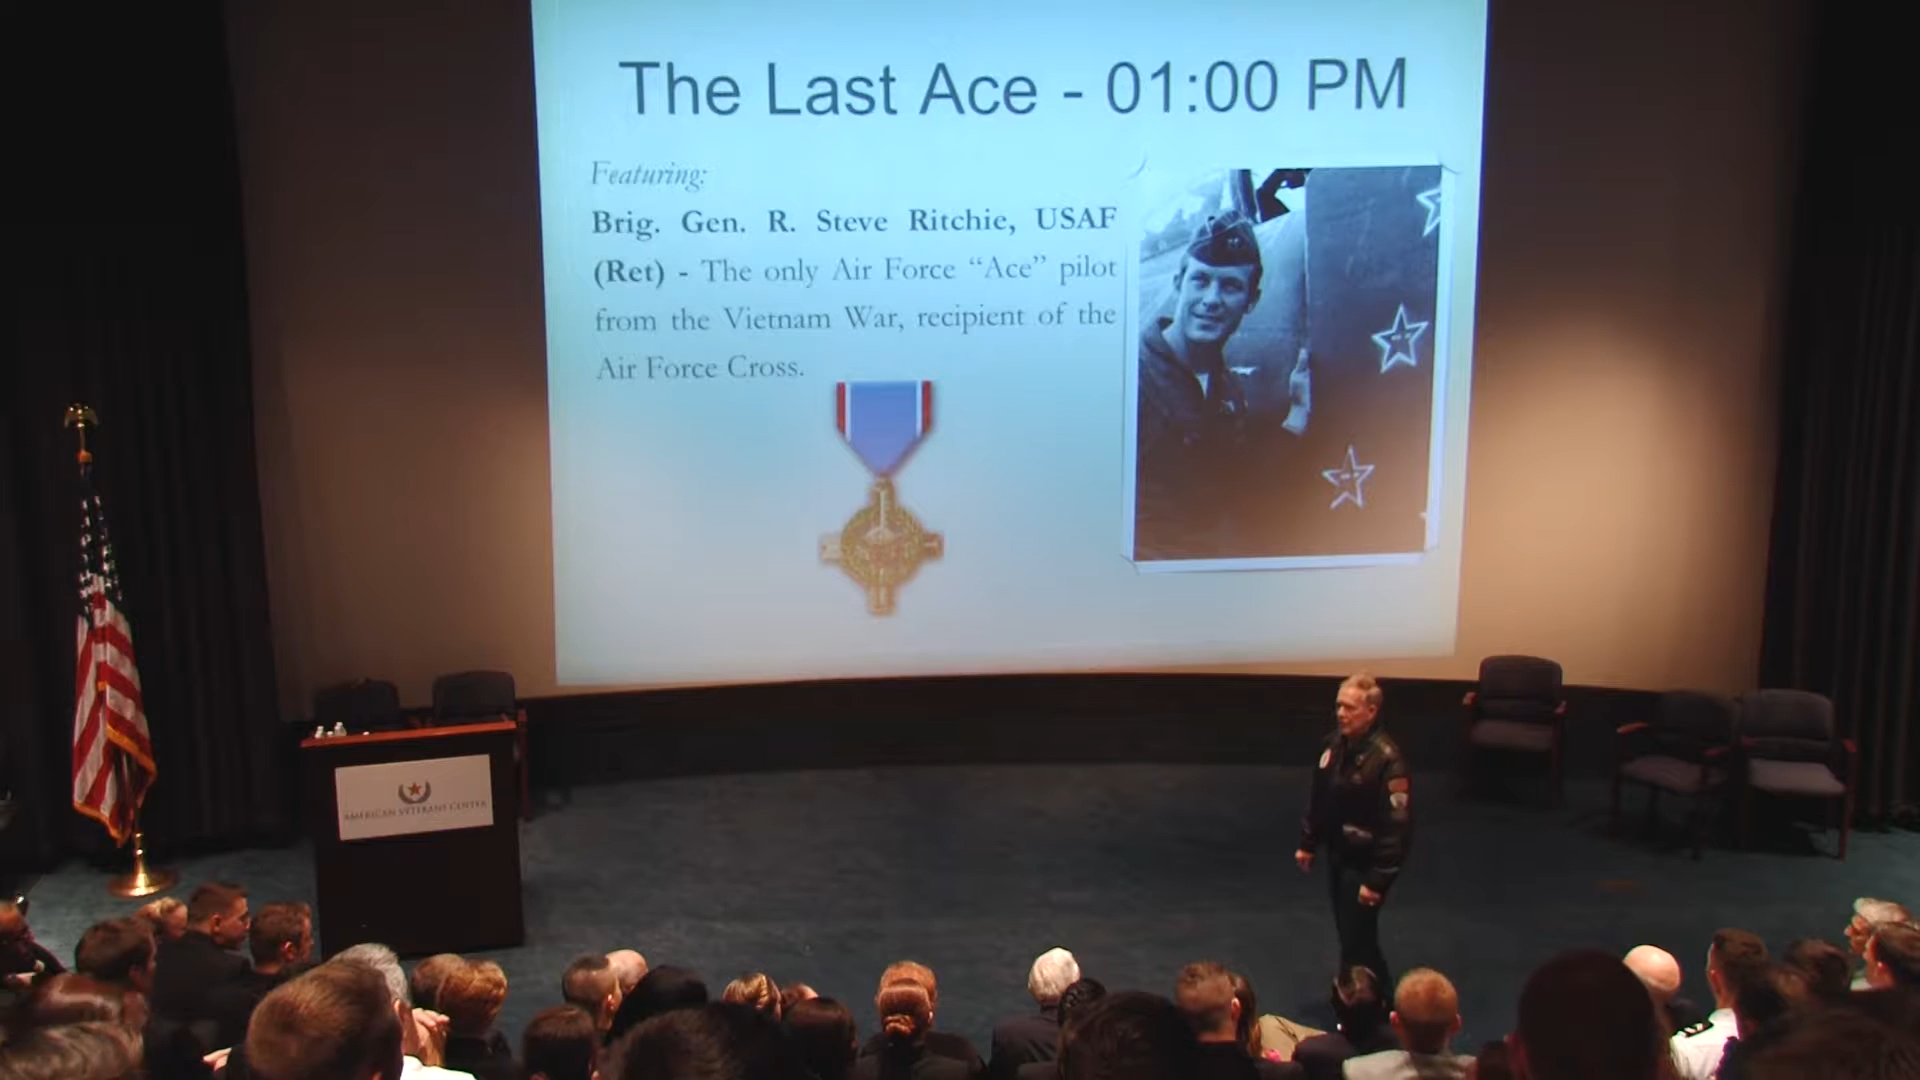 The Last Ace - 01:00 PM
Featuring:
Brig. Gen. R. Steve Ritchie, USAF
(Ret) - The only Air Force “Ace” pilot
from the Vietnam War, recipient of the
Air Force Cross.
AMERICAN VETERANS CENTER